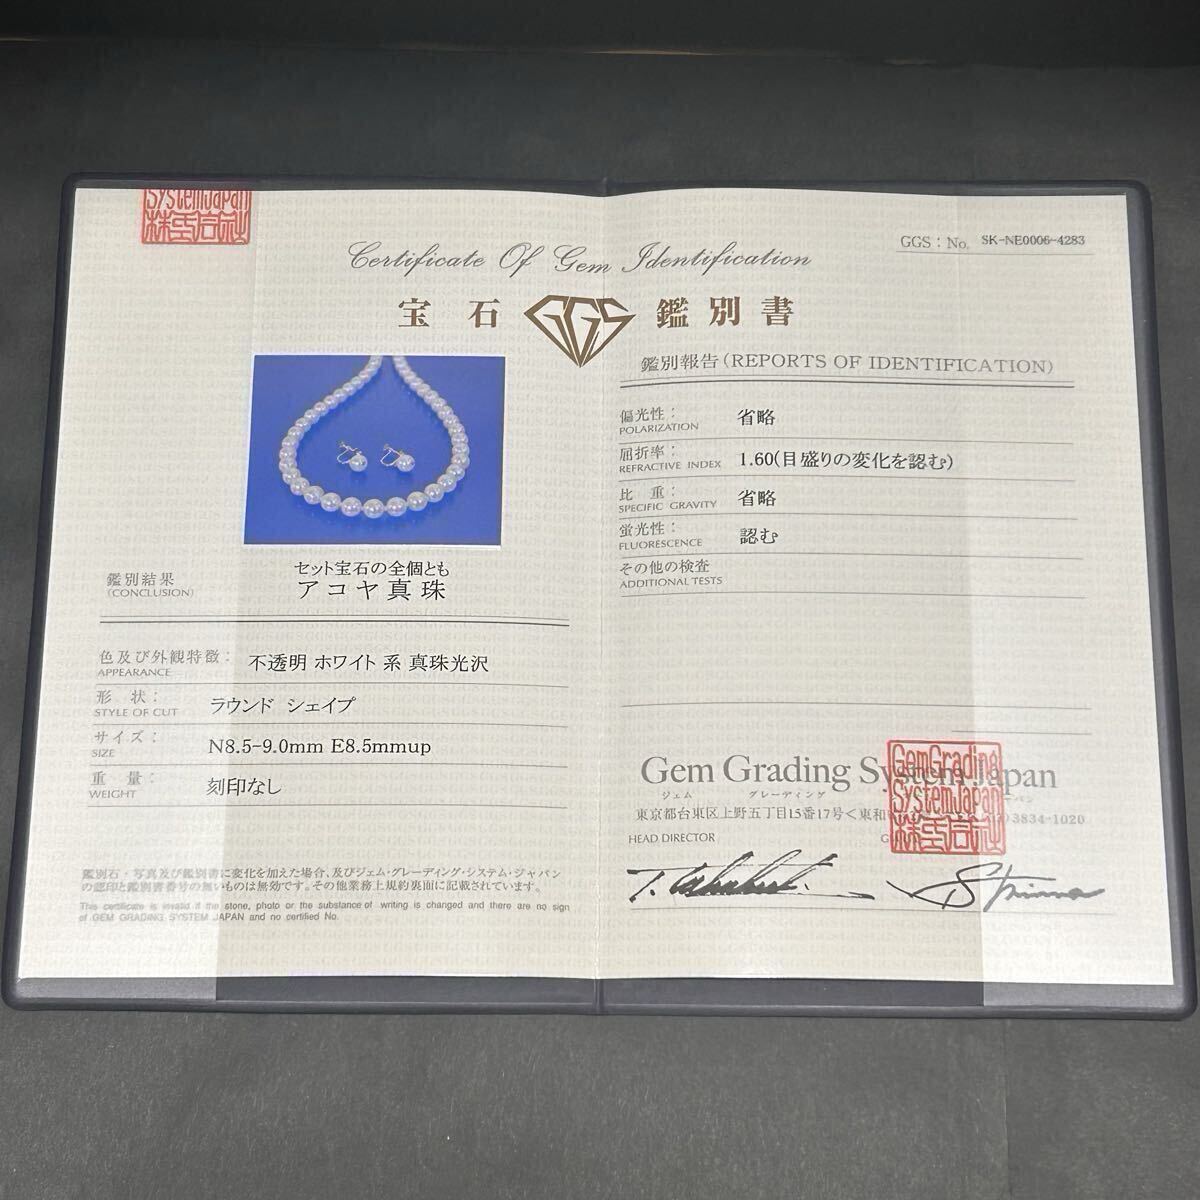 SystemJapan
株式会社
GGS : No. SK-NE0006-4283
Certificate Of Gem Identification
宝石 GGS 鑑別書
鑑別結果
(CONCLUSION)
セット宝石の全個とも
アコヤ真珠
色及び外観特徴：
APPEARANCE
不透明 ホワイト 系 真珠光沢
形 状：
STYLE OF CUT
ラウンド シェイプ
サイズ：
SIZE
N8.5-9.0mm E8.5mmup
重 量：
WEIGHT
刻印なし
鑑別石・写真及び鑑別書に変化を加えた場合、及びジェム・グレーディング・システム・ジャパン
の認印と鑑別書番号の無いものは無効です。その他業務上規約裏面に記載されています。
This certificate is invalid if the stone, photo or the substance of writing is changed and there are no sign
of GEM GRADING SYSTEM JAPAN and no certified No.
鑑別報告(REPORTS OF IDENTIFICATION)
偏光性：
POLARIZATION
省略
屈折率：
REFRACTIVE INDEX
1.60(目盛りの変化を認む)
比 重：
SPECIFIC GRAVITY
省略
蛍光性：
FLUORESCENCE
認む
その他の検査
ADDITIONAL TESTS
Gem Grading System Japan
ジェム グレーディング
東京都台東区上野五丁目15番17号＜東和
)3834-1020
GemGrading
SystemJapan
株式会社
HEAD DIRECTOR